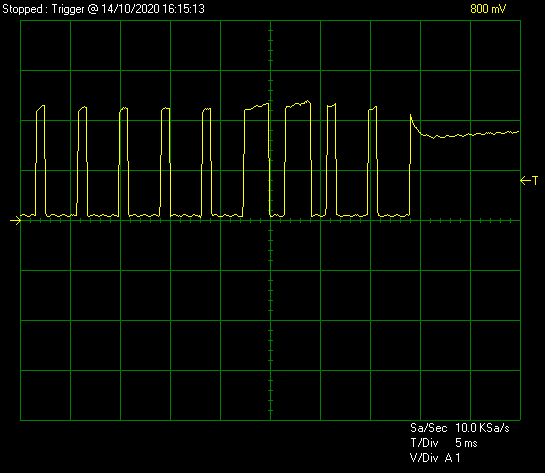 Stopped : Trigger @ 14/10/2020 16:15:13 800 mV
T
Sa/Sec 10.0 KSa/s
T/Div 5 ms
V/Div A 1